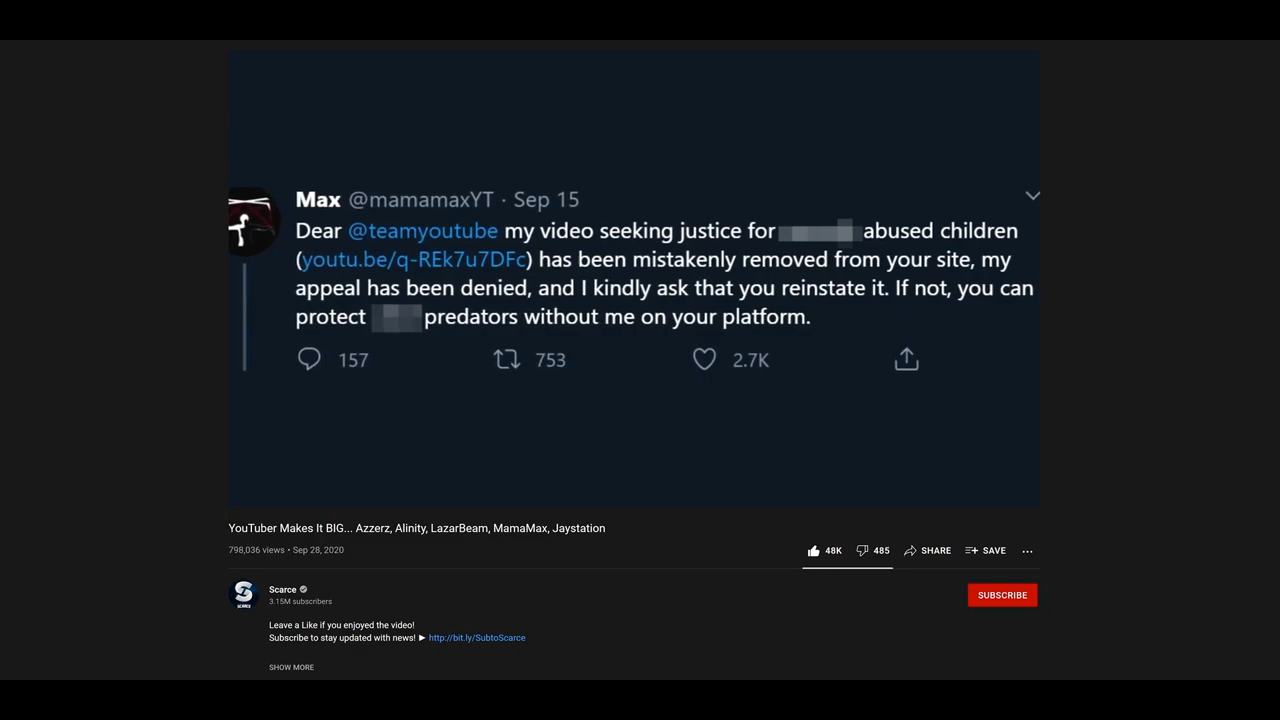 Max @mamamaxYT · Sep 15
Dear @teamyoutube my video seeking justice for abused children
(youtu.be/q-REk7u7DFc) has been mistakenly removed from your site, my
appeal has been denied, and I kindly ask that you reinstate it. If not, you can
protect predators without me on your platform.
157 753 2.7K
YouTuber Makes It BIG... Azzerz, Alinity, LazarBeam, MamaMax, Jaystation
798,036 views • Sep 28, 2020
48K 485 SHARE SAVE ...
Scarce
3.15M subscribers
SUBSCRIBE
SCARCE
Leave a Like if you enjoyed the video!
Subscribe to stay updated with news! ► http://bit.ly/SubtoScarce
SHOW MORE